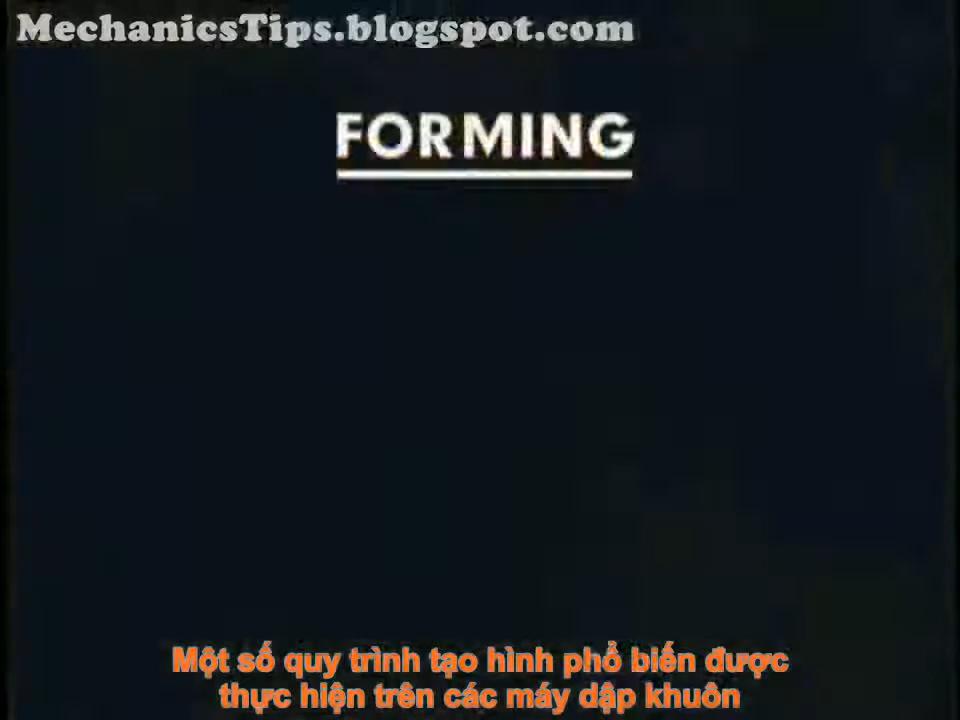 MechanicsTips.blogspot.com
FORMING
Một số quy trình tạo hình phổ biến được
thực hiện trên các máy dập khuôn